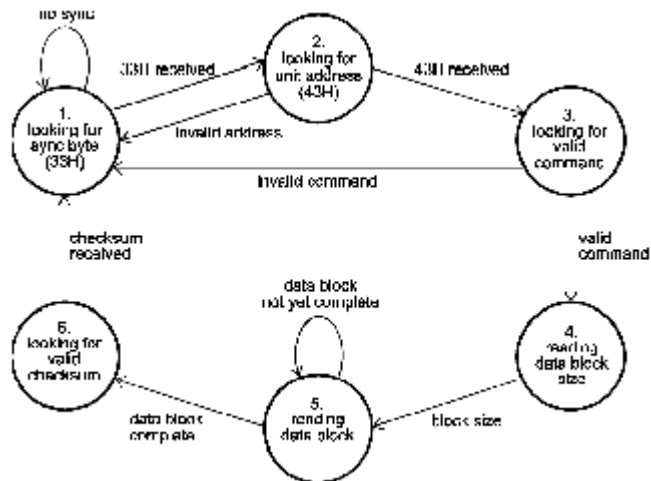 no sync
2.
looking for
unit address
(43H)
33H received
43H received
1.
looking for
sync byte
(33H)
3.
looking for
valid
command
invalid address
invalid command
checksum
received
valid
command
data block
not yet complete
6.
looking for
valid
checksum
4.
reading
data block
size
5.
reading
data block
data block
complete
block size